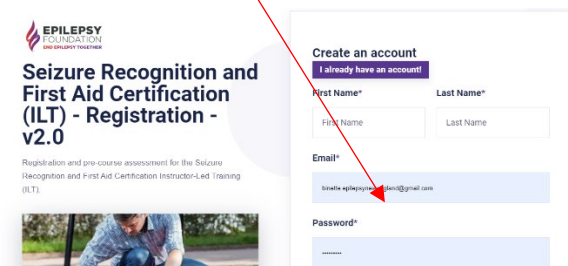 EPILEPSY
FOUNDATION
END EPILEPSY TOGETHER
Seizure Recognition and
First Aid Certification
(ILT) - Registration -
v2.0
Registration and pre-course assessment for the Seizure
Recognition and First Aid Certification Instructor-Led Training
(ILT).
Create an account
I already have an account!
First Name* Last Name*
First Name Last Name
Email*
Password*